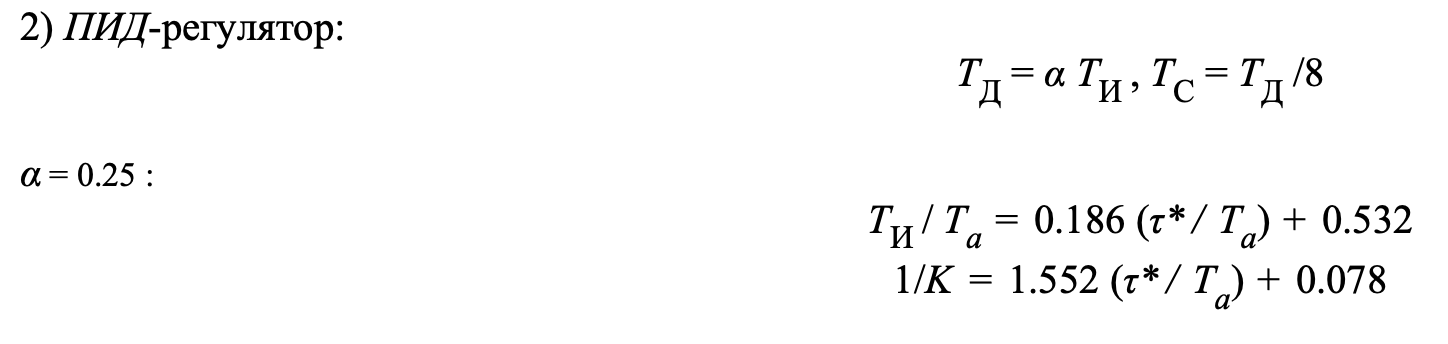 2) ПИД-регулятор:
T_Д = α T_И , T_С = T_Д /8
α = 0.25 :
T_И / T_a = 0.186 (τ* / T_a) + 0.532
1/K = 1.552 (τ* / T_a) + 0.078